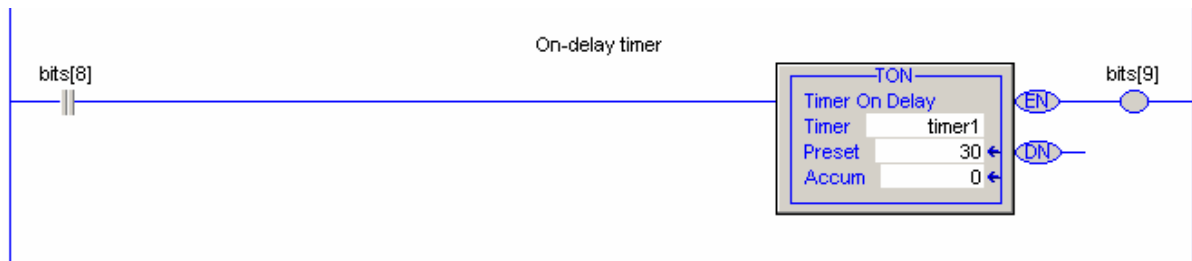 On-delay timer
bits[8]
TON
bits[9]
Timer On Delay
EN
Timer timer1
Preset 30
DN
Accum 0